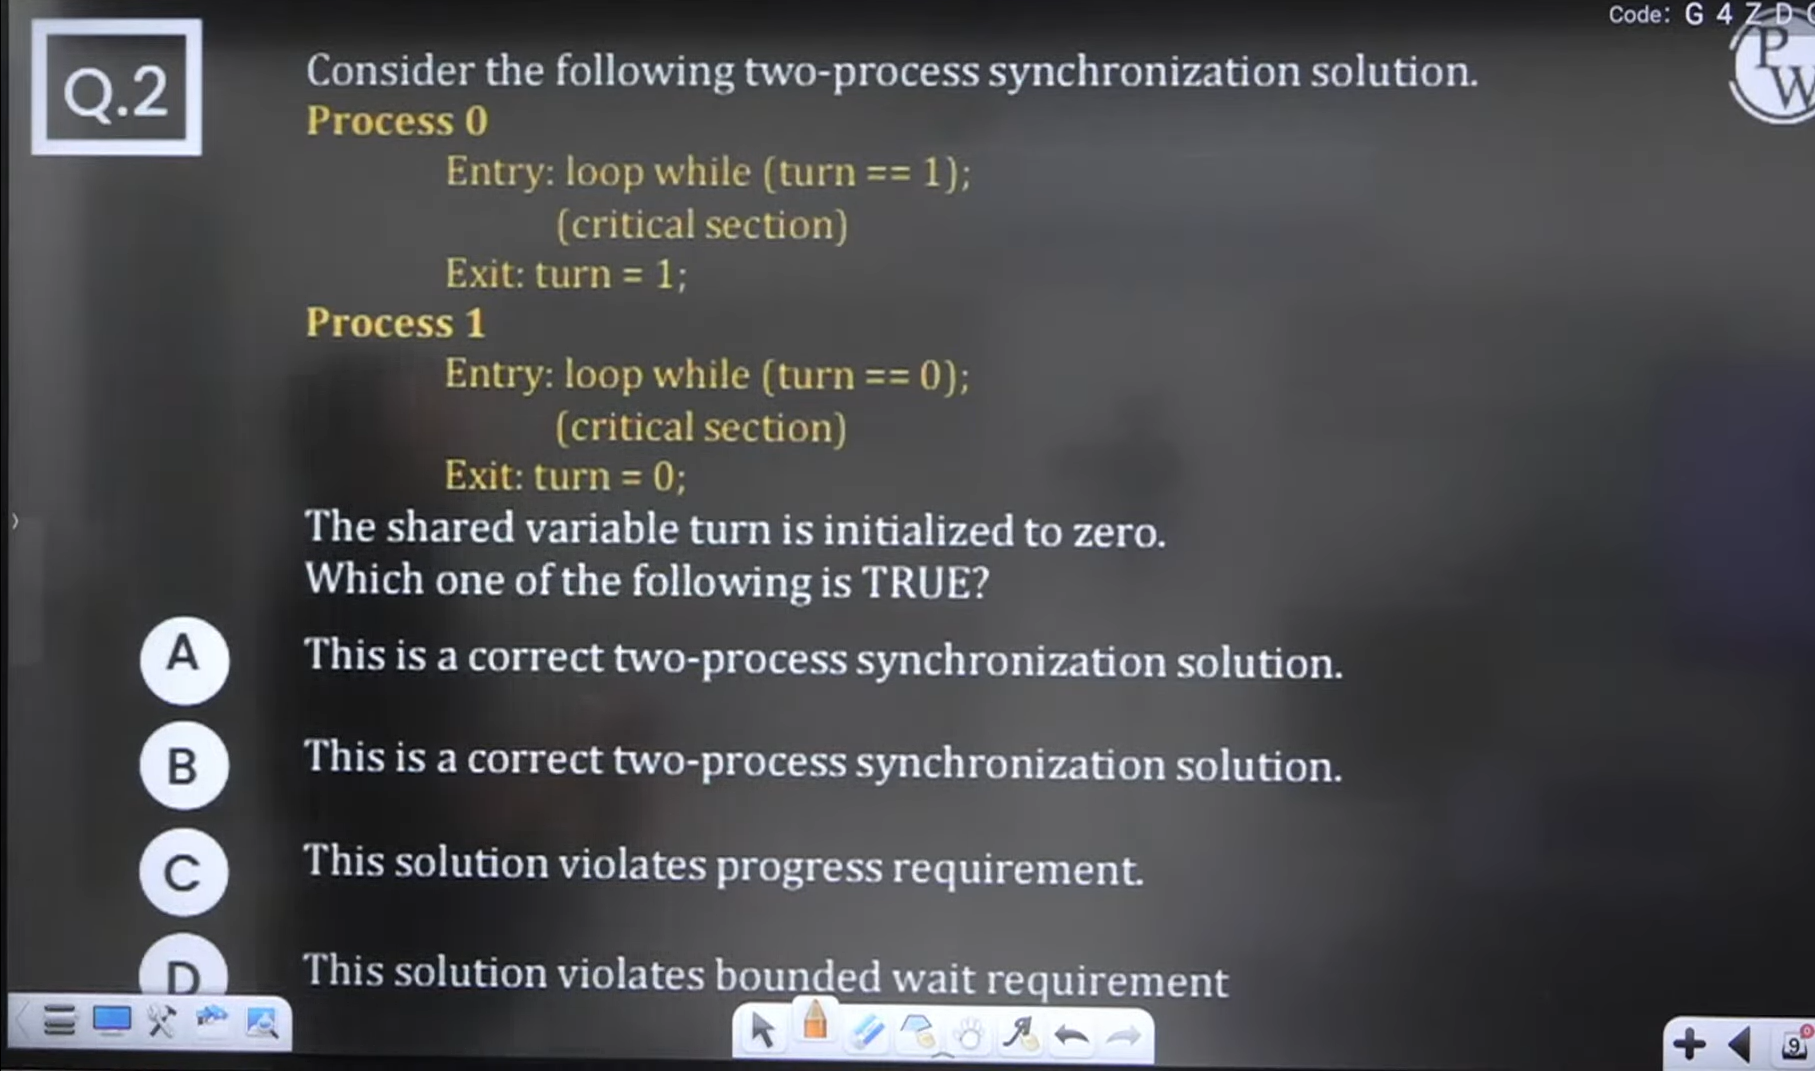 Code: G 4 Z D
PW
Q.2
Consider the following two-process synchronization solution.
Process 0
Entry: loop while (turn == 1);
(critical section)
Exit: turn = 1;
Process 1
Entry: loop while (turn == 0);
(critical section)
Exit: turn = 0;
The shared variable turn is initialized to zero.
Which one of the following is TRUE?
A This is a correct two-process synchronization solution.
B This is a correct two-process synchronization solution.
C This solution violates progress requirement.
D This solution violates bounded wait requirement
9